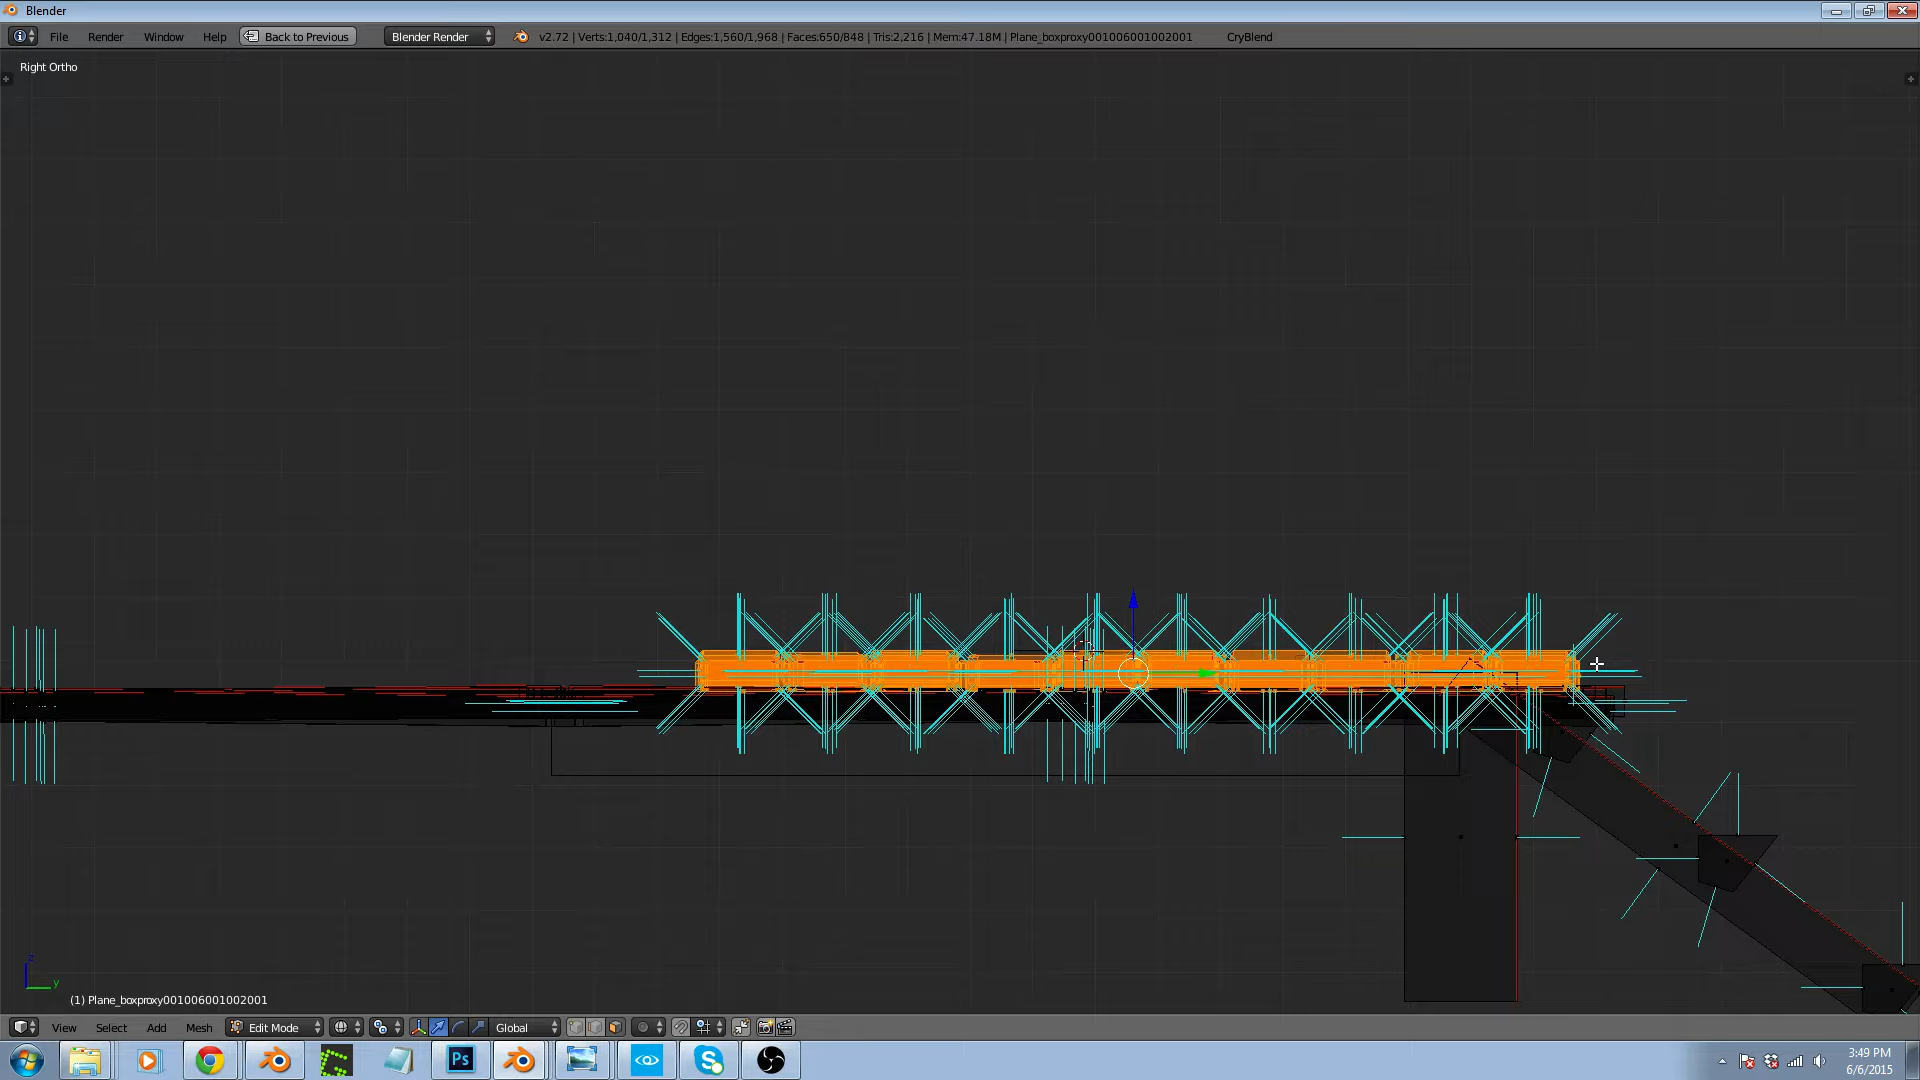 Blender
File Render Window Help Back to Previous Blender Render v2.72 | Verts:1,040/1,312 | Edges:1,560/1,968 | Faces:650/848 | Tris:2,216 | Mem:47.18M | Plane_boxproxy001006001002001 CryBlend
Right Ortho
z
y
(1) Plane_boxproxy001006001002001
View Select Add Mesh Edit Mode Global
Ps
3:49 PM
6/6/2015